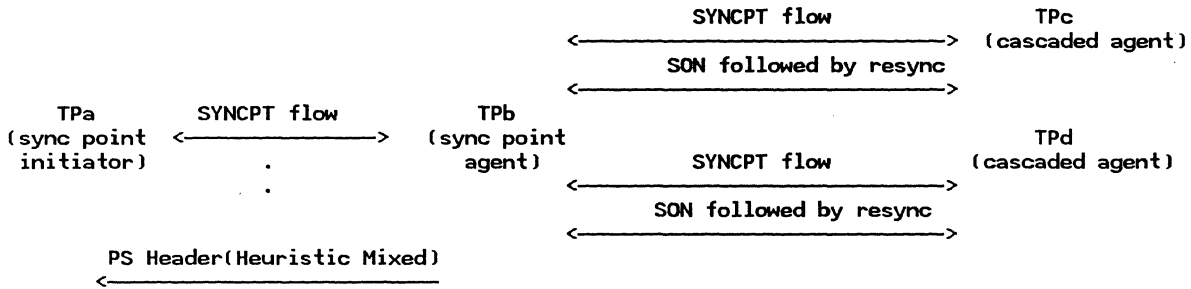 SYNCPT flow TPc
(cascaded agent)
SON followed by resync
TPa SYNCPT flow TPb
(sync point (sync point TPd
initiator) . agent) SYNCPT flow (cascaded agent)
.
SON followed by resync
PS Header(Heuristic Mixed)